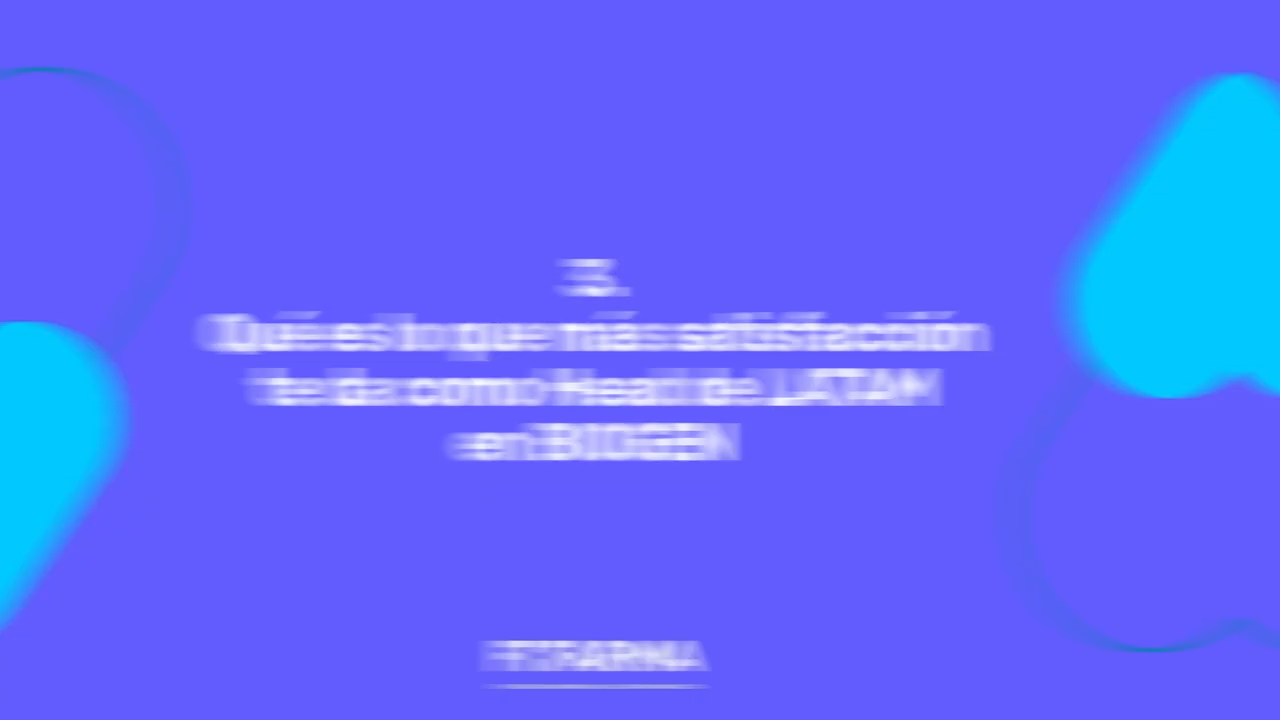 3.
Qué es lo que más satisfacción
te da como Head de LATAM
en BIOGEN